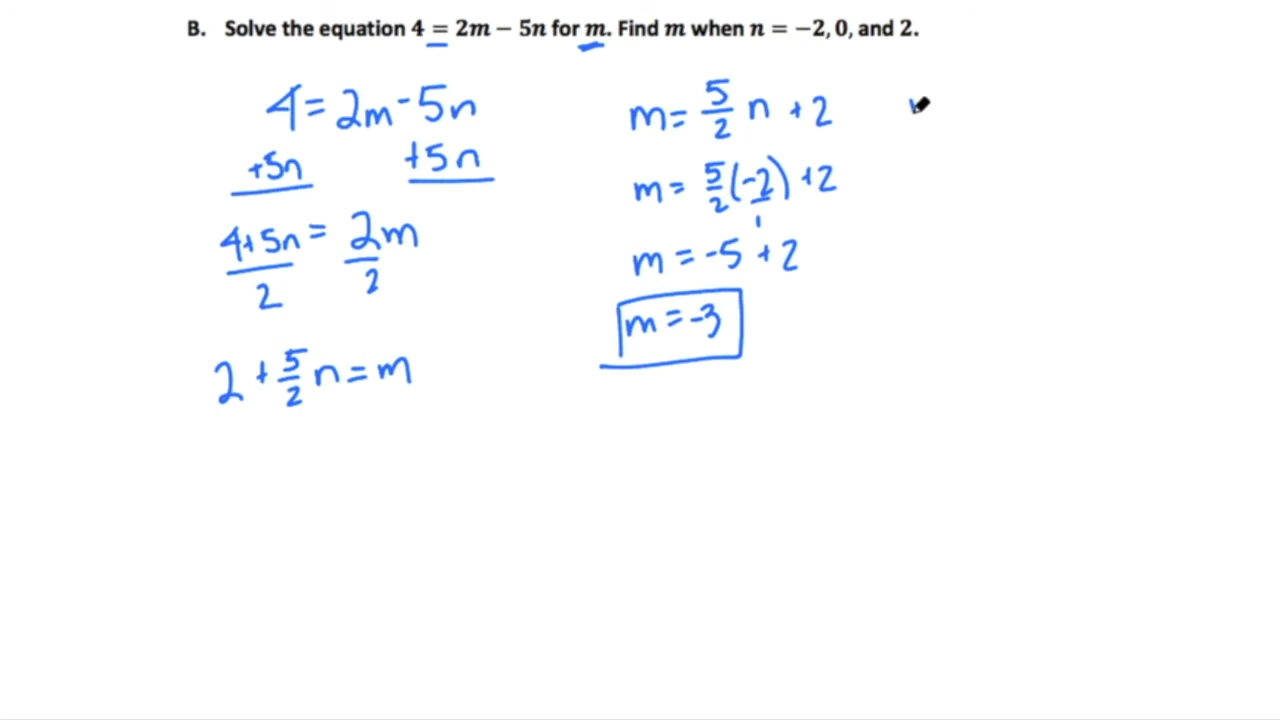 B. Solve the equation 4 = 2m − 5n for m. Find m when n = −2, 0, and 2.
4 = 2m - 5n
+5n +5n
4+5n = 2m
2 2
2 + 5/2 n = m
m = 5/2 n + 2
m = 5/2 (-2) + 2
1
m = -5 + 2
m = -3